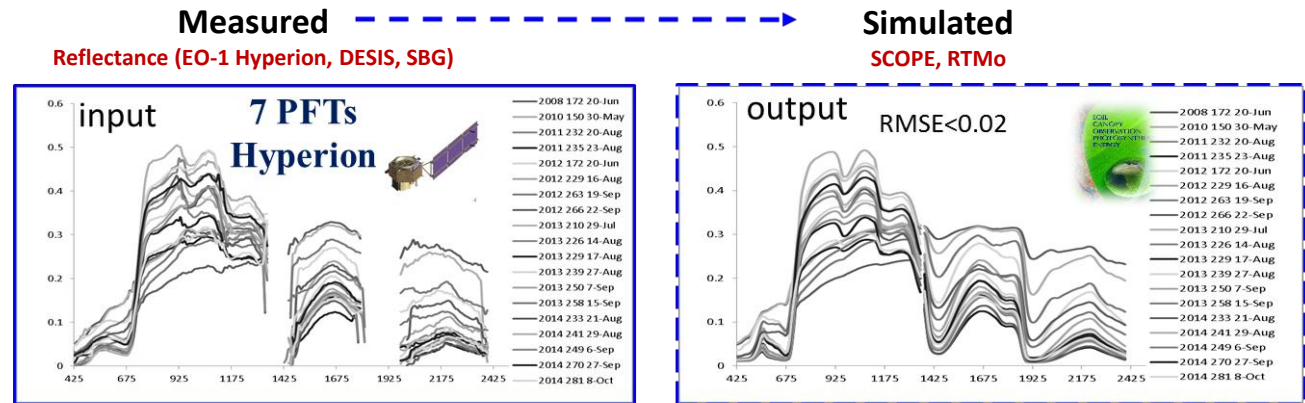 Measured
Simulated
Reflectance (EO-1 Hyperion, DESIS, SBG)
SCOPE, RTMo
input
7 PFTs
Hyperion
0.6
0.5
0.4
0.3
0.2
0.1
0
425 675 925 1175 1425 1675 1925 2175 2425
2008 172 20-Jun
2010 150 30-May
2011 232 20-Aug
2011 235 23-Aug
2012 172 20-Jun
2012 229 16-Aug
2012 263 19-Sep
2012 266 22-Sep
2013 210 29-Jul
2013 226 14-Aug
2013 229 17-Aug
2013 239 27-Aug
2013 250 7-Sep
2013 258 15-Sep
2014 233 21-Aug
2014 241 29-Aug
2014 249 6-Sep
2014 270 27-Sep
2014 281 8-Oct
output
RMSE<0.02
SOIL
CANOPY
OBSERVATION
PHOTOSYNTHESIS
ENERGY
0.6
0.5
0.4
0.3
0.2
0.1
0
425 675 925 1175 1425 1675 1925 2175 2425
2008 172 20-Jun
2010 150 30-May
2011 232 20-Aug
2011 235 23-Aug
2012 172 20-Jun
2012 229 16-Aug
2012 263 19-Sep
2012 266 22-Sep
2013 210 29-Jul
2013 226 14-Aug
2013 229 17-Aug
2013 239 27-Aug
2013 250 7-Sep
2013 258 15-Sep
2014 233 21-Aug
2014 241 29-Aug
2014 249 6-Sep
2014 270 27-Sep
2014 281 8-Oct